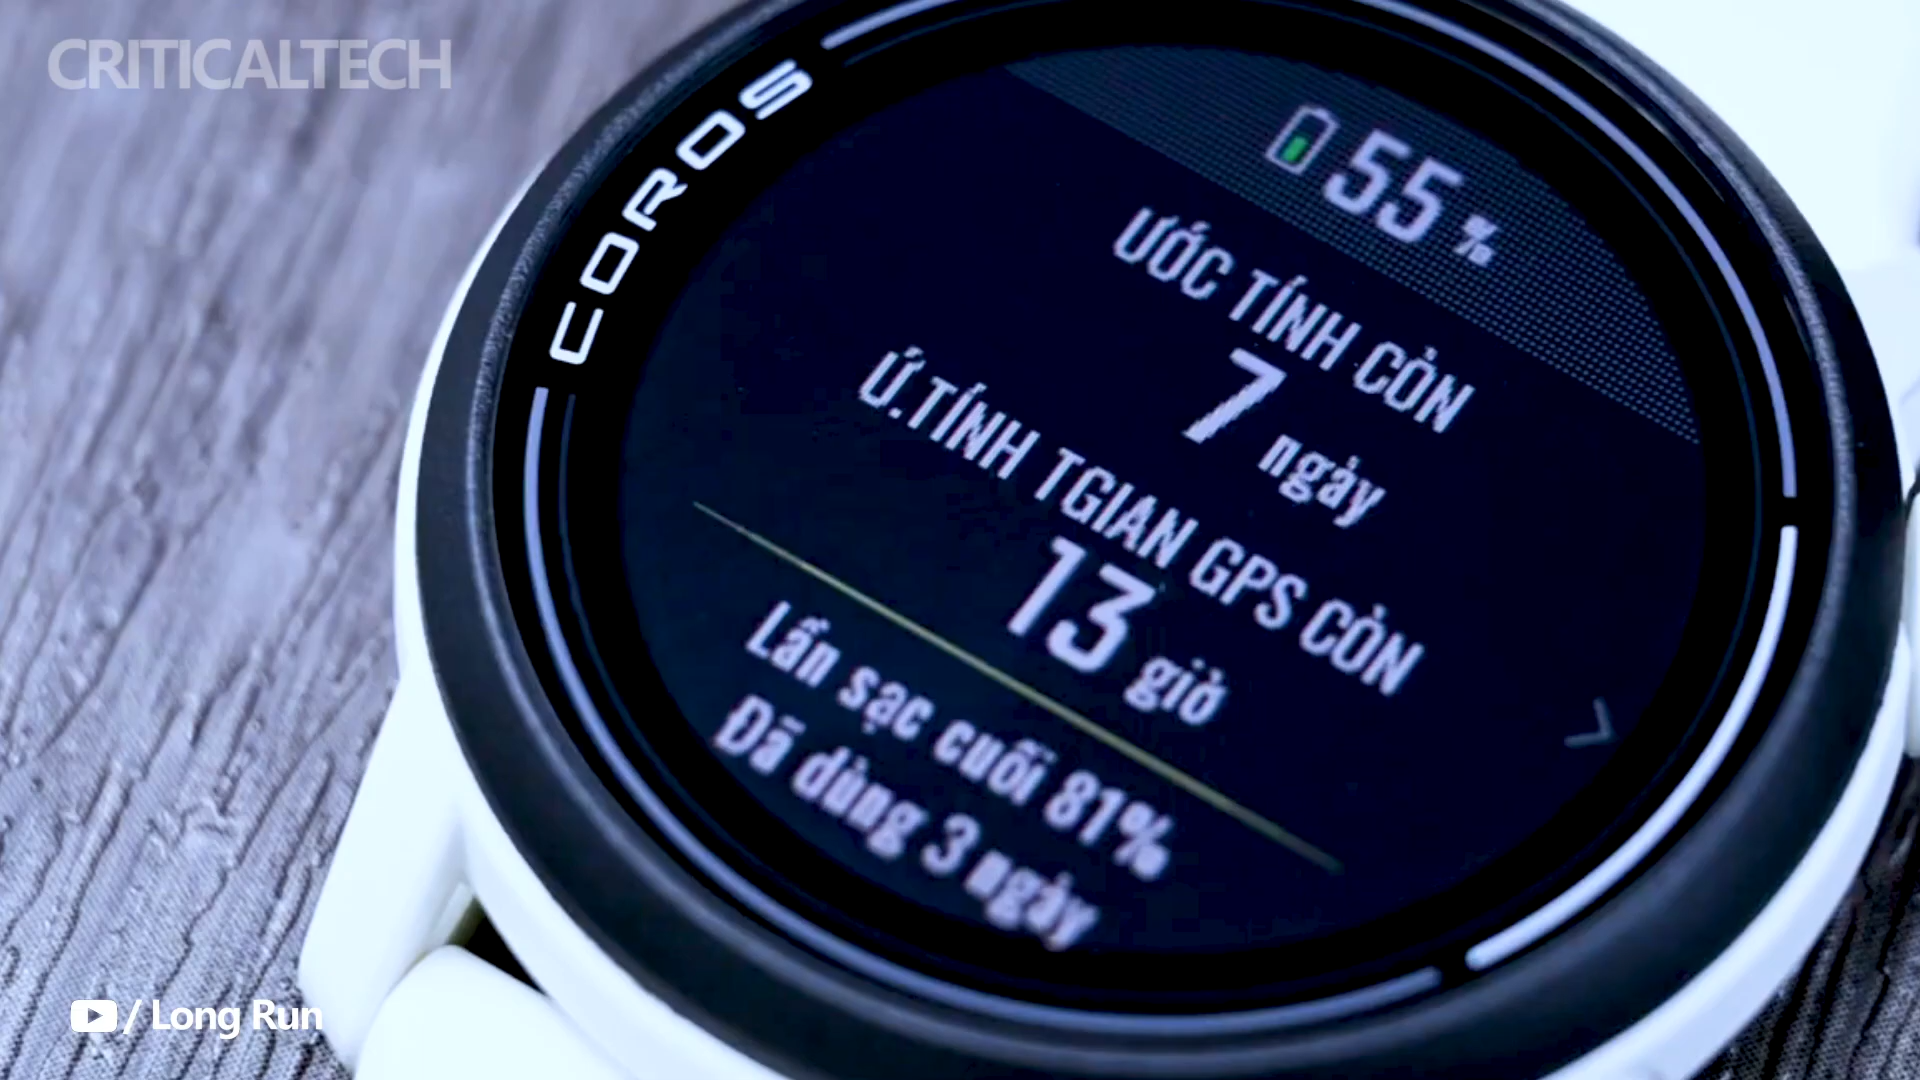 CRITICALTECH
COROS
55 %
ƯỚC TÍNH CÒN
7 ngày
Ư.TÍNH TGIAN GPS CÒN
13 giờ
Lần sạc cuối 81%
Đã dùng 3 ngày
/ Long Run